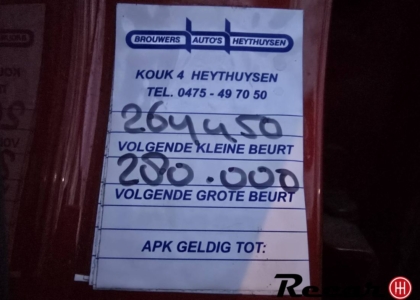 BROUWERS AUTO'S HEYTHUYSEN
KOUK 4 HEYTHUYSEN
TEL. 0475 - 49 70 50
264450
VOLGENDE KLEINE BEURT
280.000
VOLGENDE GROTE BEURT
APK GELDIG TOT: